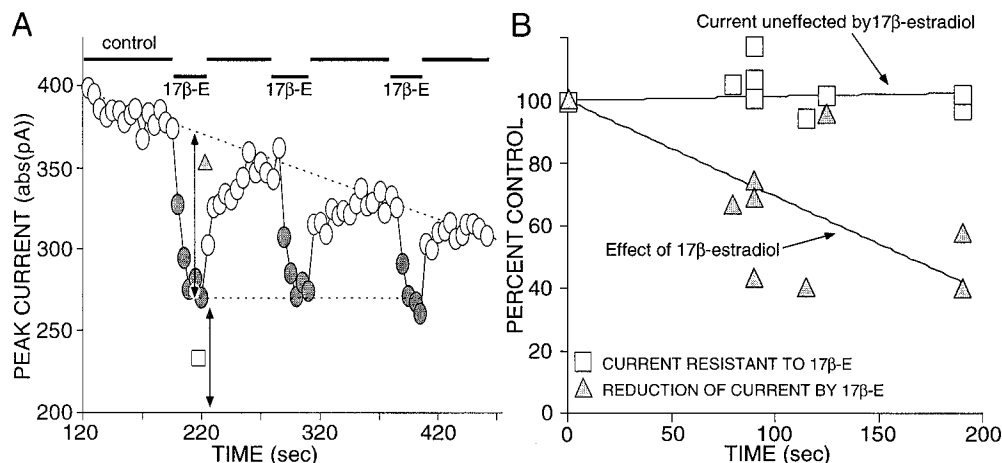 A
control
17β-E 17β-E 17β-E
PEAK CURRENT (abs(pA))
400
350
300
250
200
120 220 320 420
TIME (sec)
B
Current uneffected by17β-estradiol
PERCENT CONTROL
100
80
60
40
20
0
Effect of 17β-estradiol
CURRENT RESISTANT TO 17β-E
REDUCTION OF CURRENT BY 17β-E
0 50 100 150 200
TIME (sec)